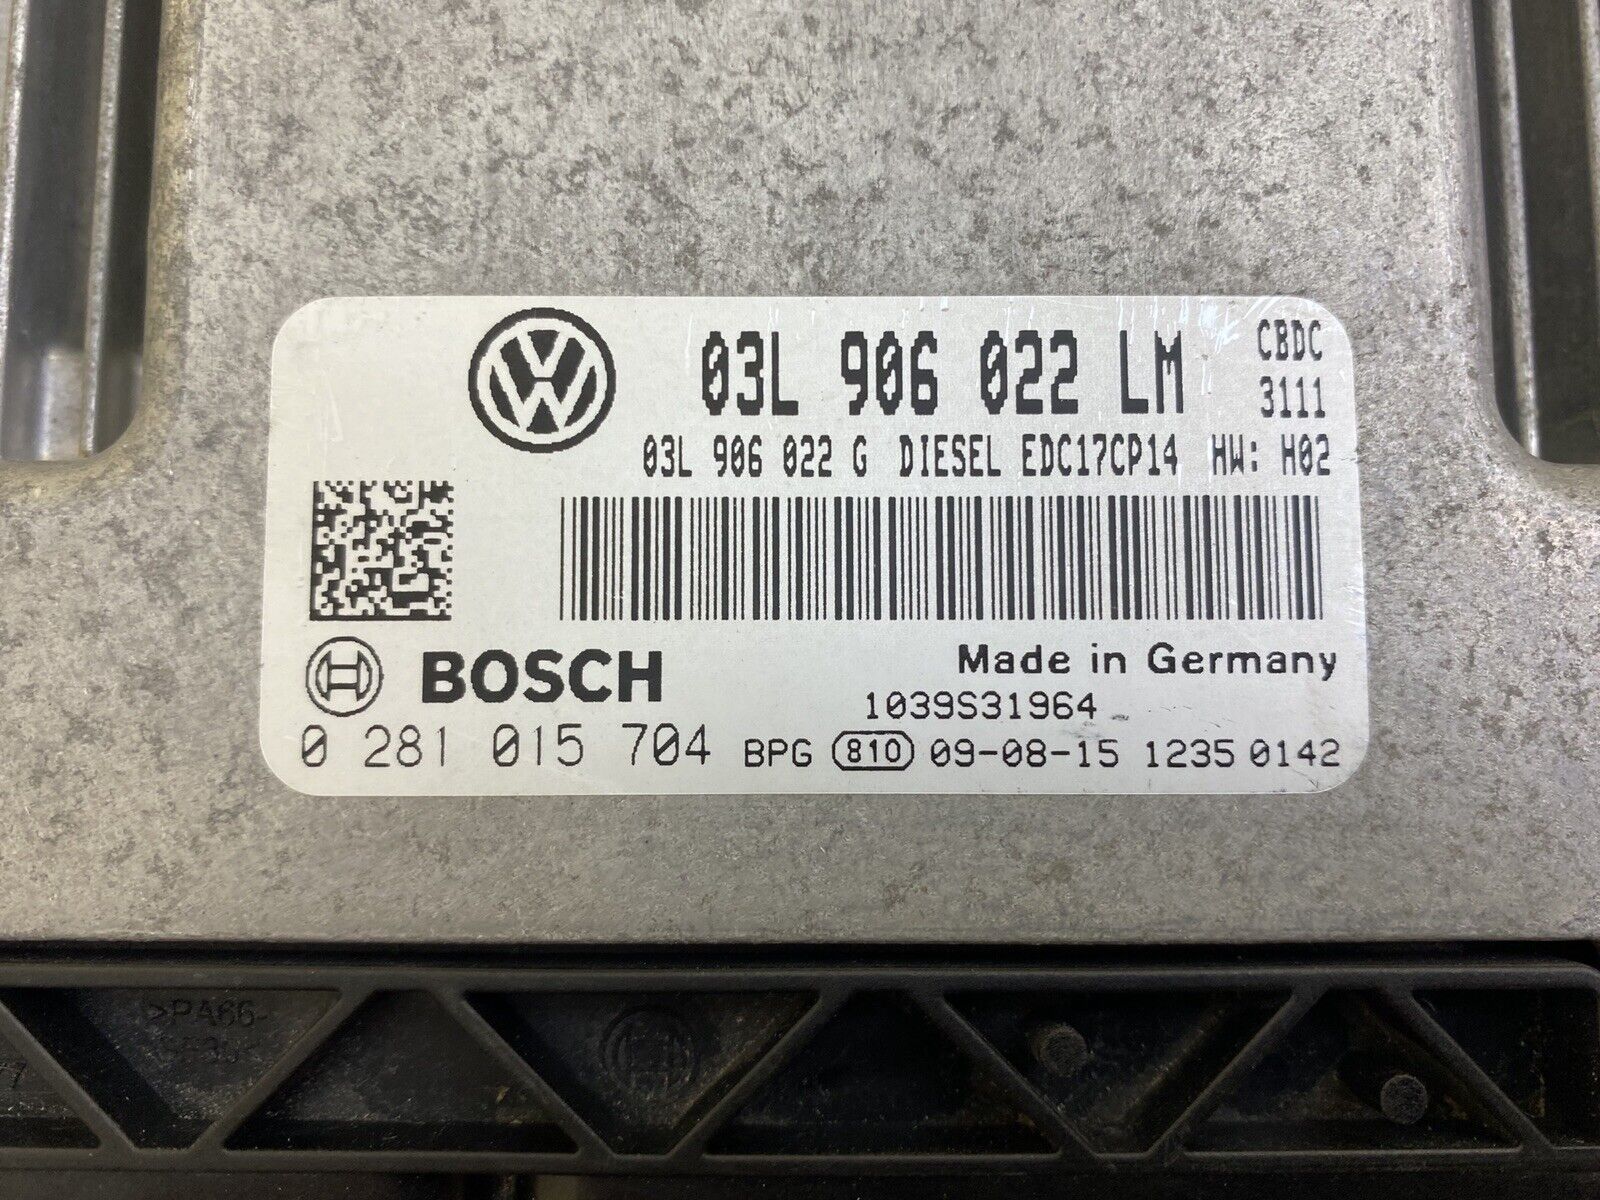 03L 906 022 LM
CBDC
3111
03L 906 022 G DIESEL EDC17CP14 HW: H02
BOSCH
Made in Germany
1039S31964
0 281 015 704 BPG 810 09-08-15 1235 0142
>PA66-